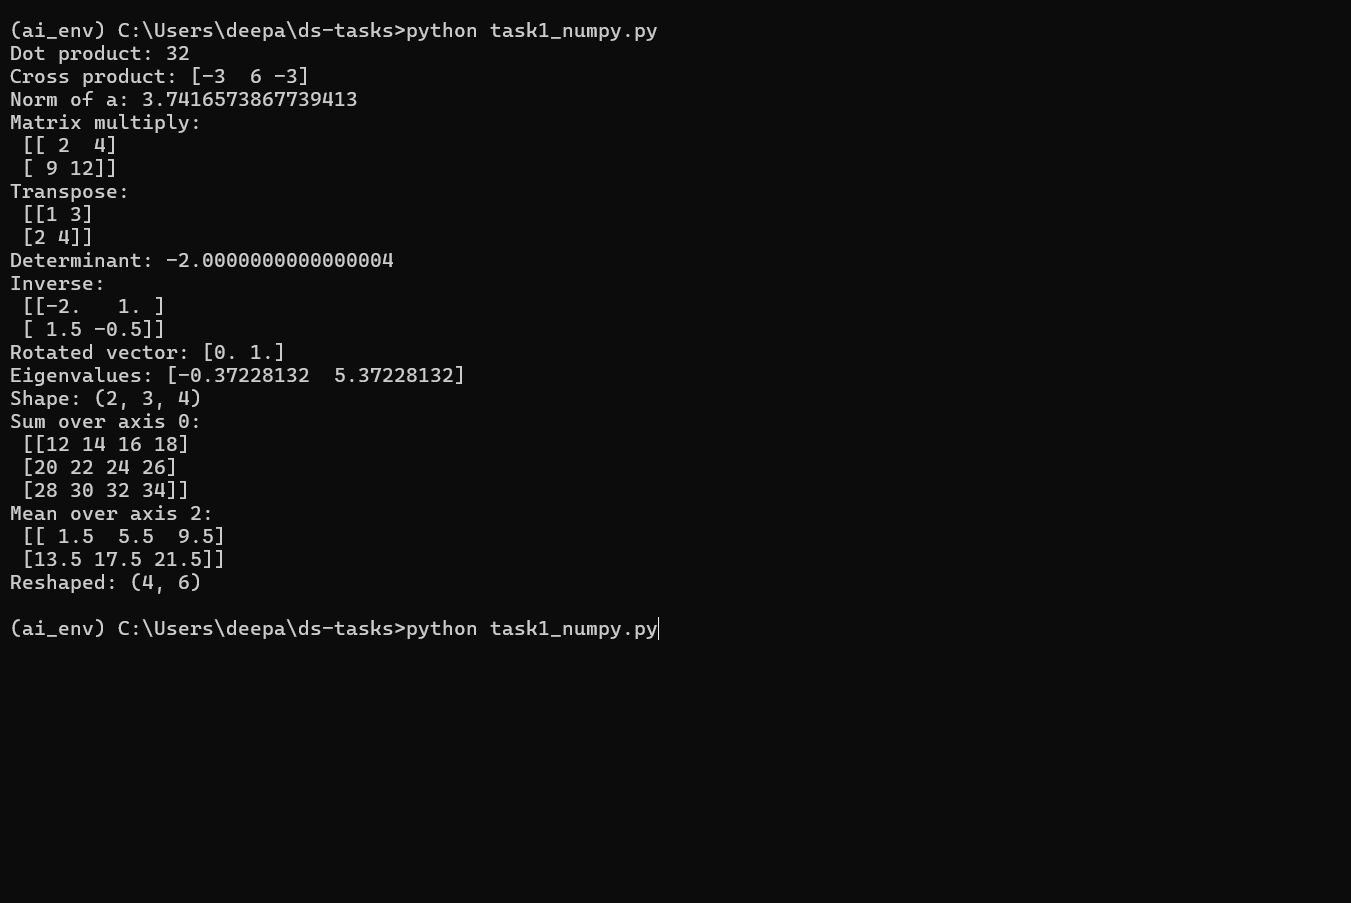 (ai_env) C:\Users\deepa\ds-tasks>python task1_numpy.py
Dot product: 32
Cross product: [-3  6 -3]
Norm of a: 3.7416573867739413
Matrix multiply:
 [[ 2  4]
 [ 9 12]]
Transpose:
 [[1 3]
 [2 4]]
Determinant: -2.0000000000000004
Inverse:
 [[-2.   1. ]
 [ 1.5 -0.5]]
Rotated vector: [0. 1.]
Eigenvalues: [-0.37228132  5.37228132]
Shape: (2, 3, 4)
Sum over axis 0:
 [[12 14 16 18]
 [20 22 24 26]
 [28 30 32 34]]
Mean over axis 2:
 [[ 1.5  5.5  9.5]
 [13.5 17.5 21.5]]
Reshaped: (4, 6)
(ai_env) C:\Users\deepa\ds-tasks>python task1_numpy.py